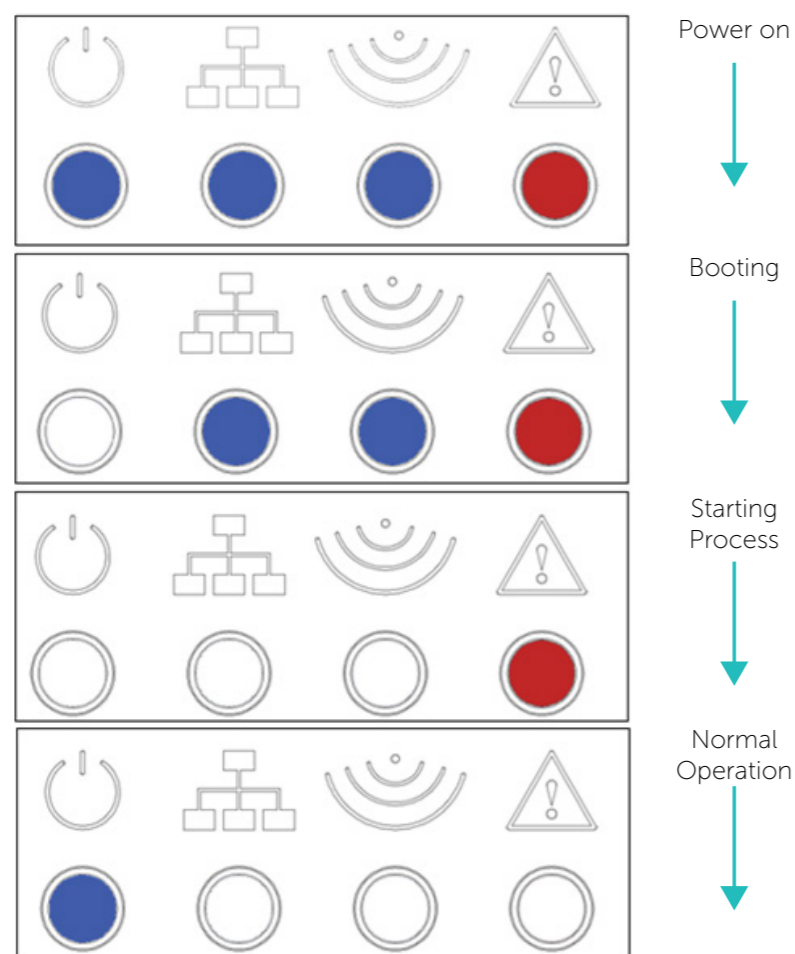 Power on
Booting
Starting
Process
Normal
Operation